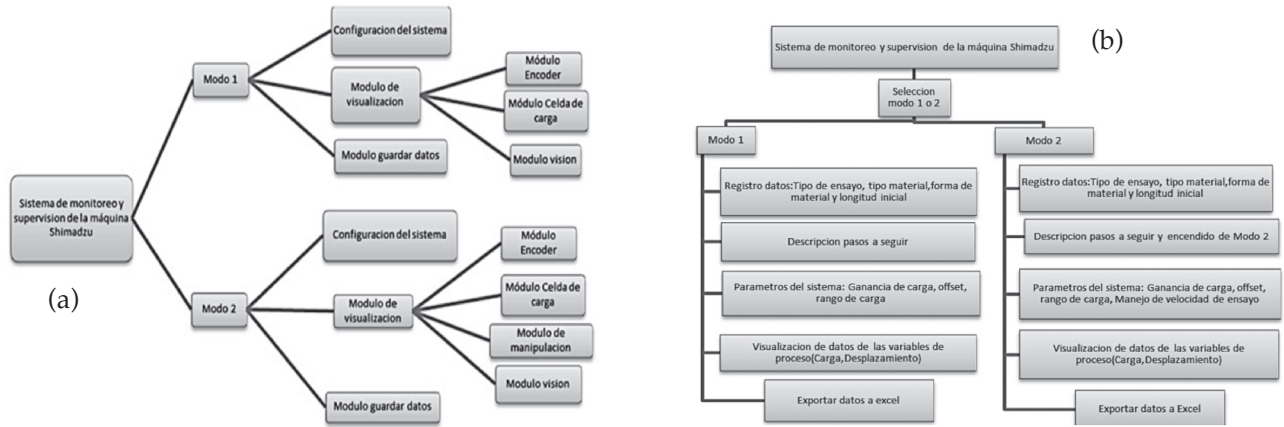 Sistema de monitoreo y
supervision de la máquina
Shimadzu
Modo 1
Configuracion del sistema
Modulo de
visualizacion
Módulo
Encoder
Módulo Celda de
carga
Modulo vision
Modulo guardar datos
Modo 2
Configuracion del sistema
Modulo de
visualizacion
Módulo
Encoder
Módulo Celda de
carga
Modulo de
manipulacion
Modulo vision
Modulo guardar datos
(a)
(b)
Sistema de monitoreo y supervision de la máquina Shimadzu
Seleccion
modo 1 o 2
Modo 1
Registro datos:Tipo de ensayo, tipo material,forma de
material y longitud inicial
Descripcion pasos a seguir
Parametros del sistema: Ganancia de carga, offset,
rango de carga
Visualizacion de datos de las variables de
proceso(Carga,Desplazamiento)
Exportar datos a excel
Modo 2
Registro datos:Tipo de ensayo, tipo material,forma de
material y longitud inicial
Descripcion pasos a seguir y encendido de Modo 2
Parametros del sistema: Ganancia de carga, offset,
rango de carga, Manejo de velocidad de ensayo
Visualizacion de datos de las variables de
proceso(Carga,Desplazamiento)
Exportar datos a Excel